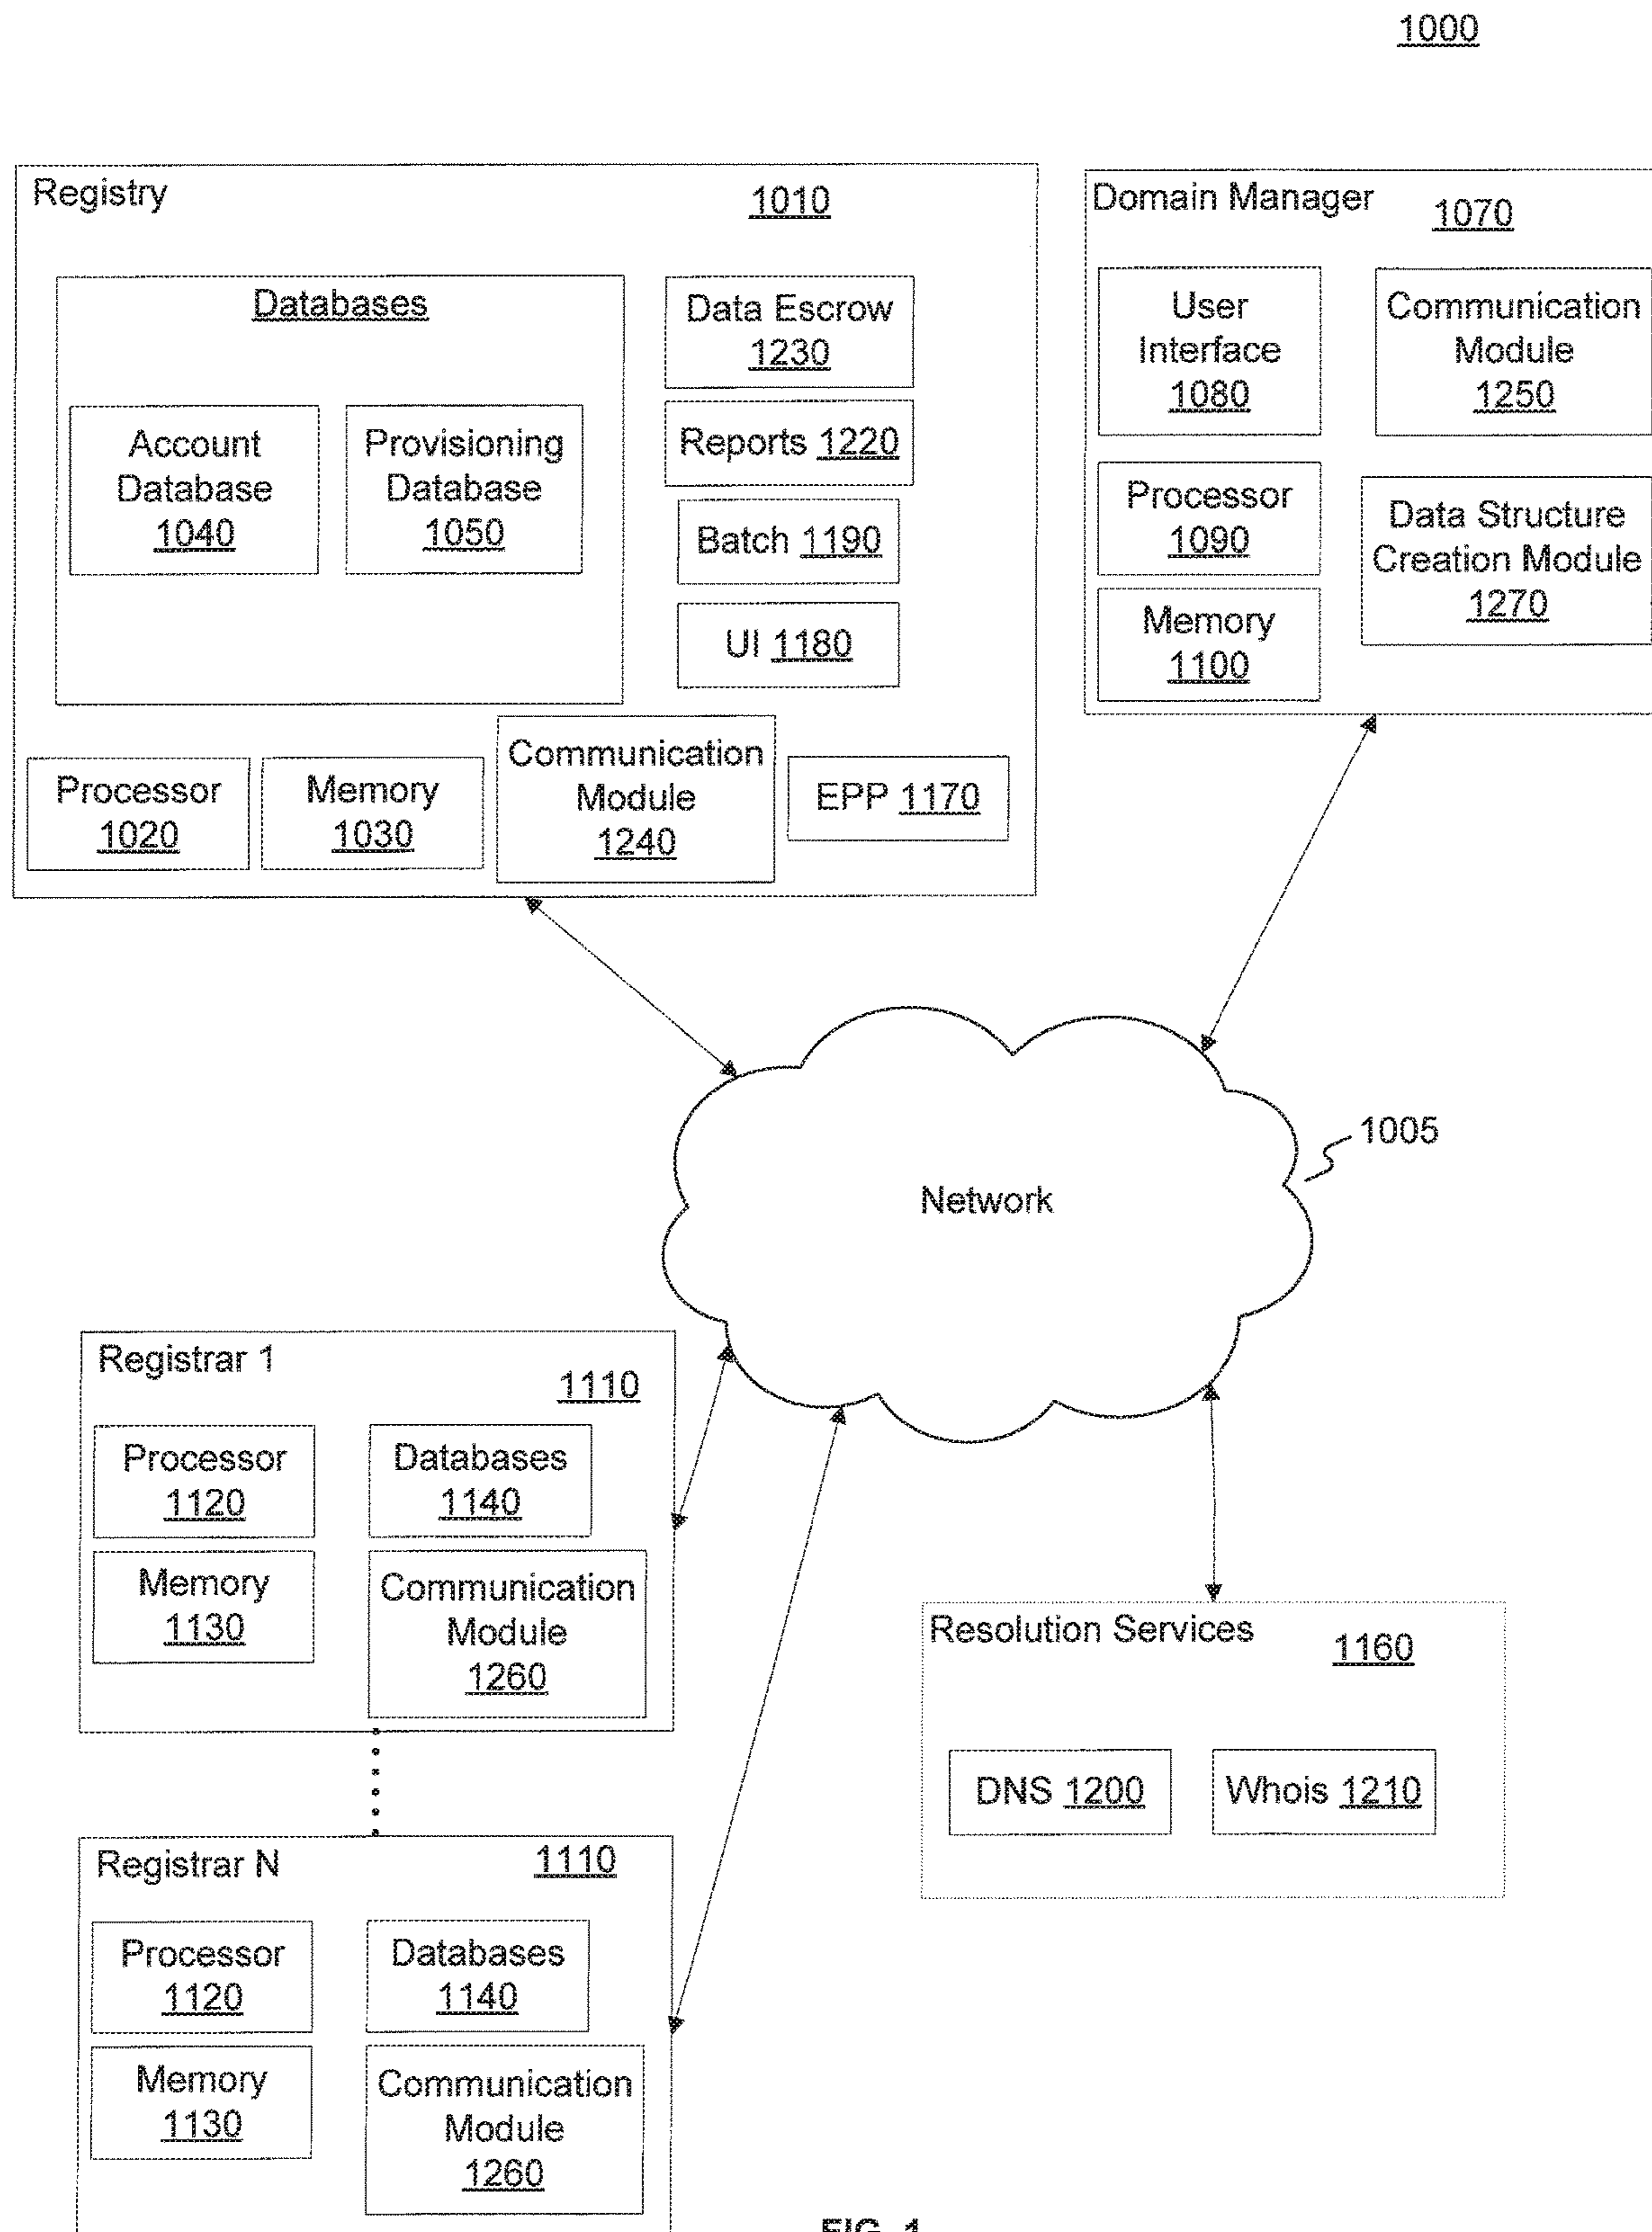 1000
Registry
1010
Databases
Account
Database
1040
Provisioning
Database
1050
Data Escrow
1230
Reports 1220
Batch 1190
UI 1180
Processor
1020
Memory
1030
Communication
Module
1240
EPP 1170
Domain Manager
1070
User
Interface
1080
Communication
Module
1250
Processor
1090
Data Structure
Creation Module
1270
Memory
1100
Network
1005
Registrar 1
1110
Processor
1120
Databases
1140
Memory
1130
Communication
Module
1260
Resolution Services
1160
DNS 1200
Whois 1210
Registrar N
1110
Processor
1120
Databases
1140
Memory
1130
Communication
Module
1260
FIG. 1